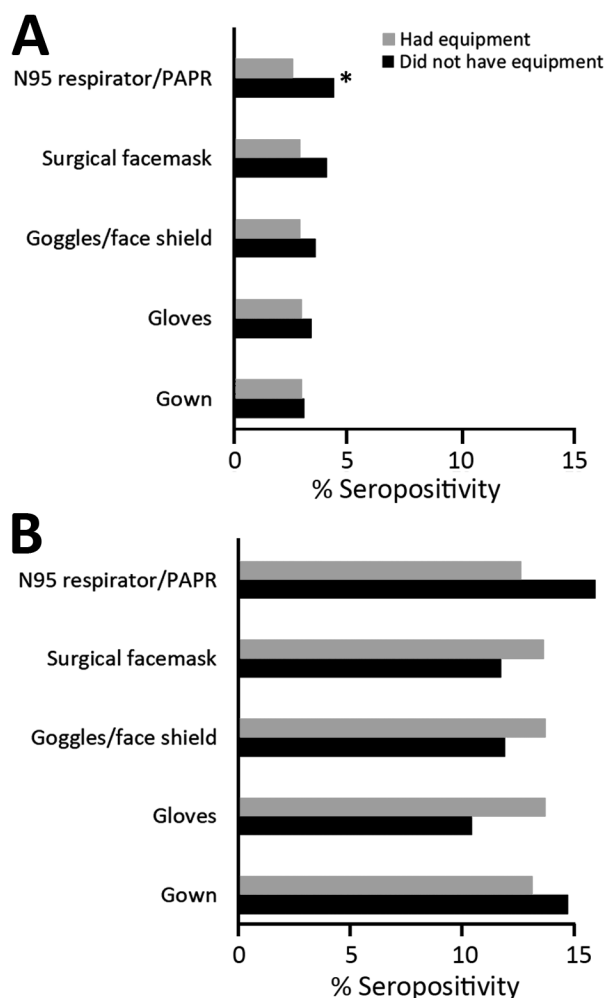 A
Had equipment
Did not have equipment
N95 respirator/PAPR
*
Surgical facemask
Goggles/face shield
Gloves
Gown
0 5 10 15
% Seropositivity
B
N95 respirator/PAPR
Surgical facemask
Goggles/face shield
Gloves
Gown
0 5 10 15
% Seropositivity